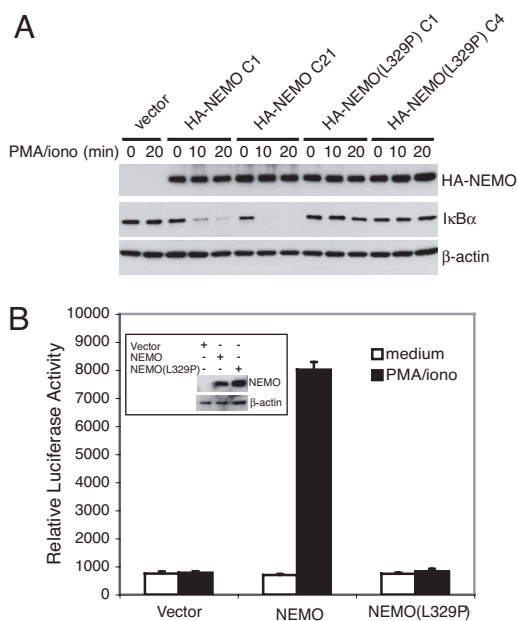 A
vector
HA-NEMO C1
HA-NEMO C21
HA-NEMO(L329P) C1
HA-NEMO(L329P) C4
PMA/iono (min) 0 20 0 10 20 0 10 20 0 10 20 0 10 20
HA-NEMO
IκBα
β-actin
B
Relative Luciferase Activity
10000
9000
8000
7000
6000
5000
4000
3000
2000
1000
0
Vector + - -
NEMO - + -
NEMO(L329P) - - +
NEMO
β-actin
medium
PMA/iono
Vector
NEMO
NEMO(L329P)